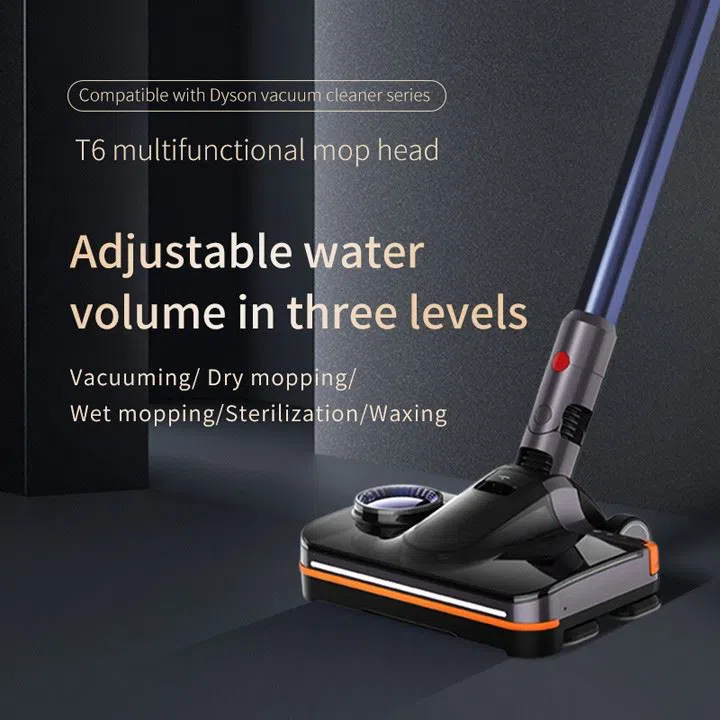 Compatible with Dyson vacuum cleaner series
T6 multifunctional mop head
Adjustable water
volume in three levels
Vacuuming/ Dry mopping/
Wet mopping/Sterilization/Waxing